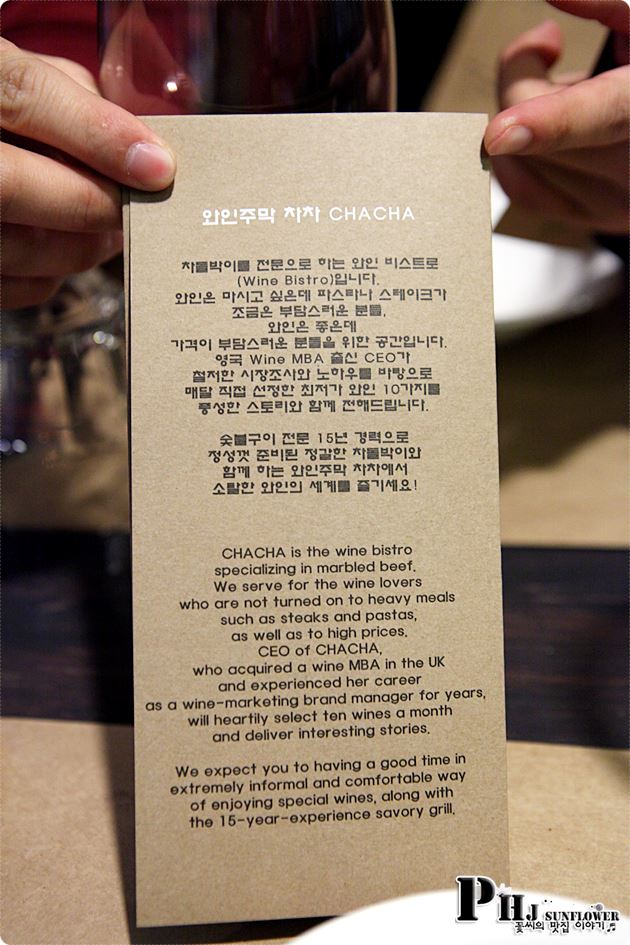 와인주막 차차 CHACHA
차돌박이를 전문으로 하는 와인 비스트로
(Wine Bistro)입니다.
와인은 마시고 싶은데 파스타나 스테이크가
조금은 부담스러운 분들,
와인은 좋은데
가격이 부담스러운 분들을 위한 공간입니다.
영국 Wine MBA 출신 CEO가
철저한 시장조사와 노하우를 바탕으로
매달 직접 선정한 최저가 와인 10가지를
풍성한 스토리와 함께 전해드립니다.
숯불구이 전문 15년 경력으로
정성껏 준비된 정갈한 차돌박이와
함께 하는 와인주막 차차에서
소탈한 와인의 세계를 즐기세요!
CHACHA is the wine bistro
specializing in marbled beef.
We serve for the wine lovers
who are not turned on to heavy meals
such as steaks and pastas,
as well as to high prices.
CEO of CHACHA,
who acquired a wine MBA in the UK
and experienced her career
as a wine-marketing brand manager for years,
will heartily select ten wines a month
and deliver interesting stories.
We expect you to having a good time in
extremely informal and comfortable way
of enjoying special wines, along with
the 15-year-experience savory grill.
PHJ SUNFLOWER
꽃씨의 맛집 이야기